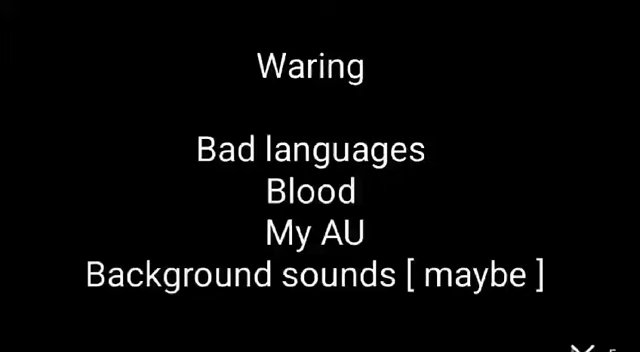 Waring
Bad languages
Blood
My AU
Background sounds [ maybe ]